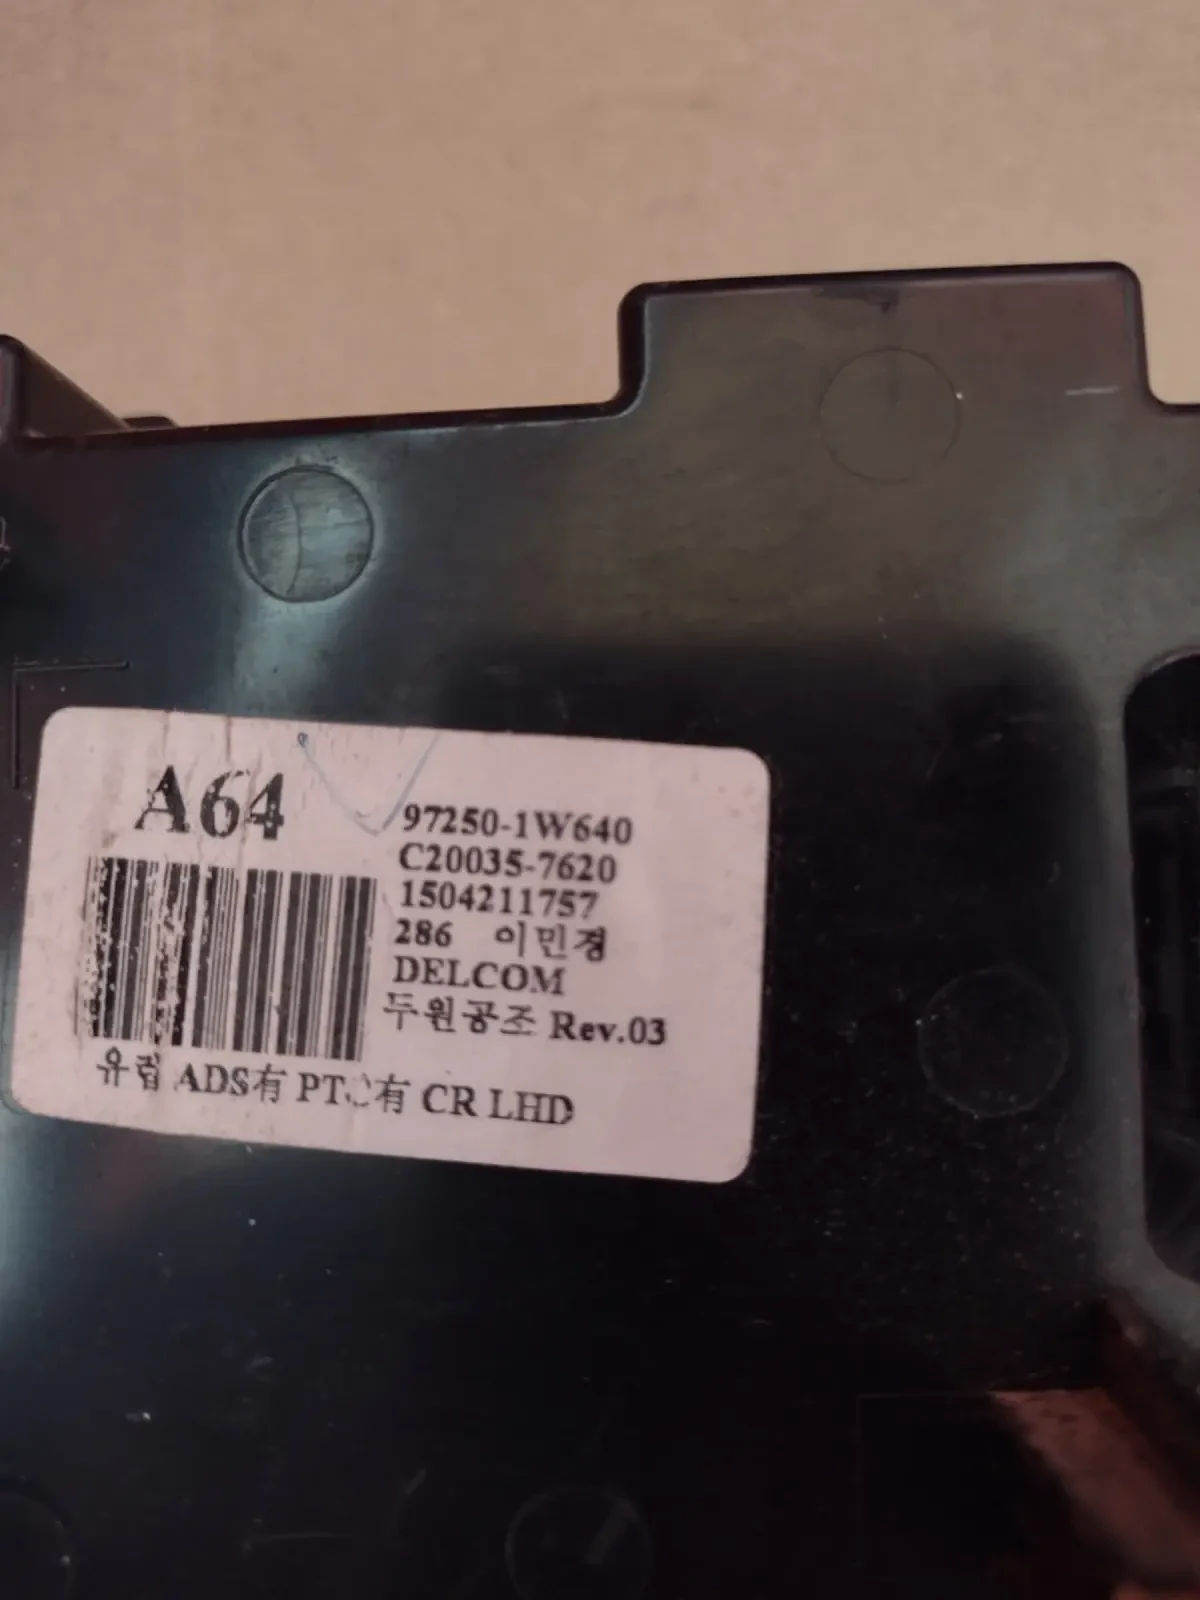 A64
97250-1W640
C20035-7620
1504211757
286 이민경
DELCOM
두원공조 Rev.03
유럽 ADS有 PTC有 CR LHD